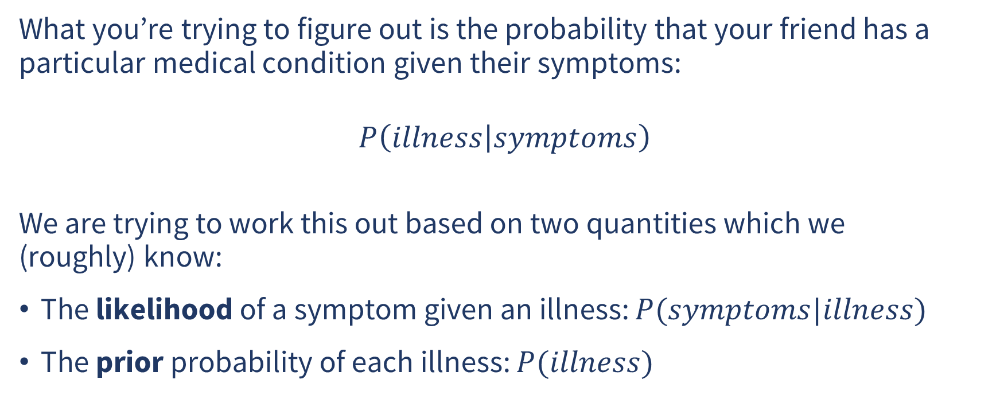 What you’re trying to figure out is the probability that your friend has a
particular medical condition given their symptoms:
P(illness|symptoms)
We are trying to work this out based on two quantities which we
(roughly) know:
• The likelihood of a symptom given an illness: P(symptoms|illness)
• The prior probability of each illness: P(illness)